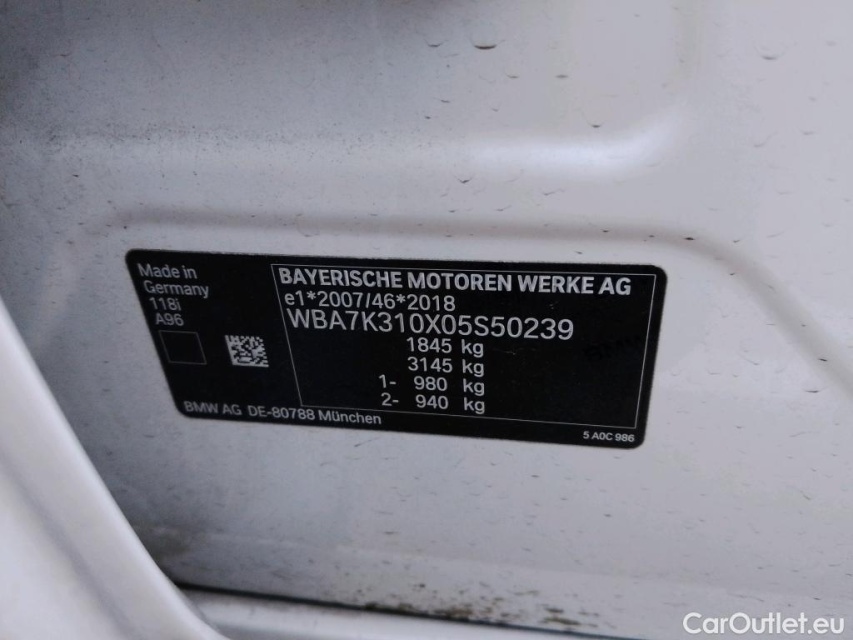 Made in
Germany
118i
A96
BAYERISCHE MOTOREN WERKE AG
e1*2007/46*2018
WBA7K310X05S50239
1845 kg
3145 kg
1- 980 kg
2- 940 kg
BMW AG DE-80788 München
5 A0C 986
CarOutlet.eu